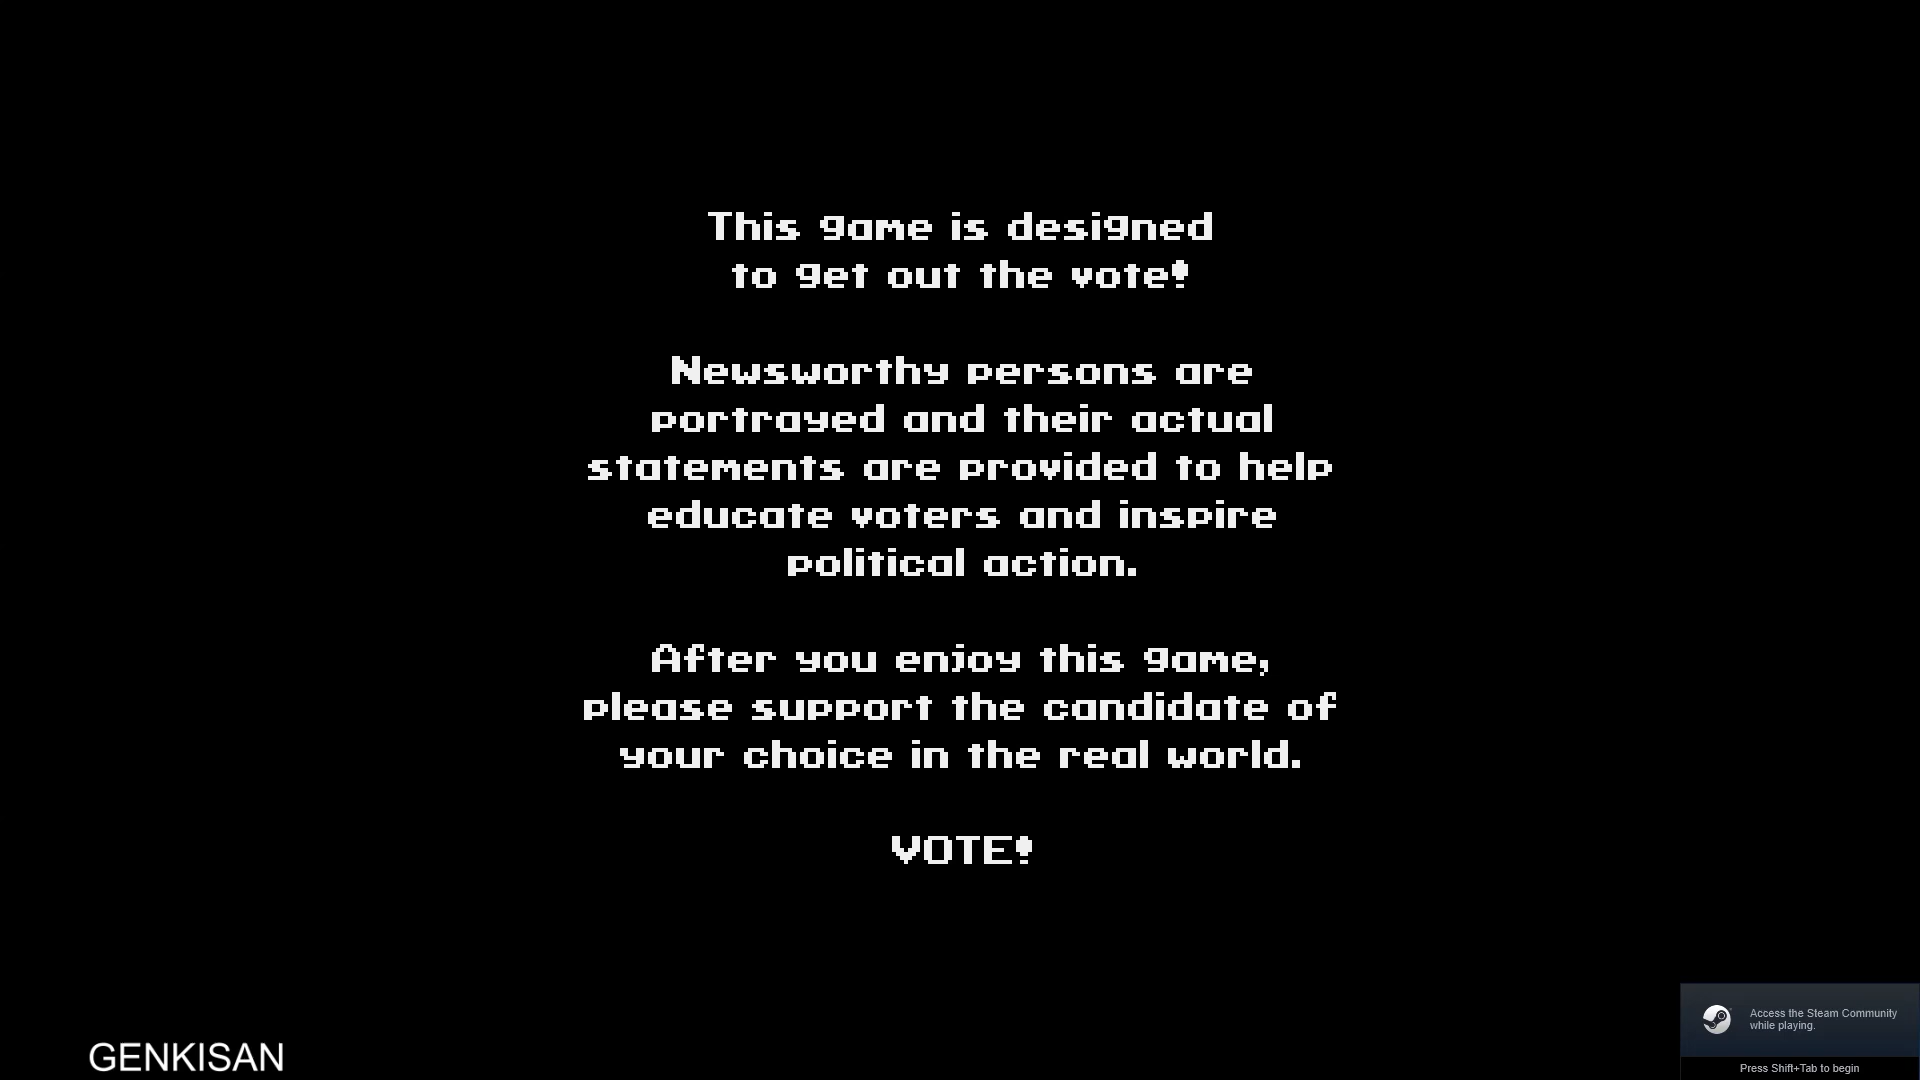 This game is designed
to get out the vote!
Newsworthy persons are
portrayed and their actual
statements are provided to help
educate voters and inspire
political action.
After you enjoy this game,
please support the candidate of
your choice in the real world.
VOTE!
GENKISAN
Access the Steam Community
while playing.
Press Shift+Tab to begin